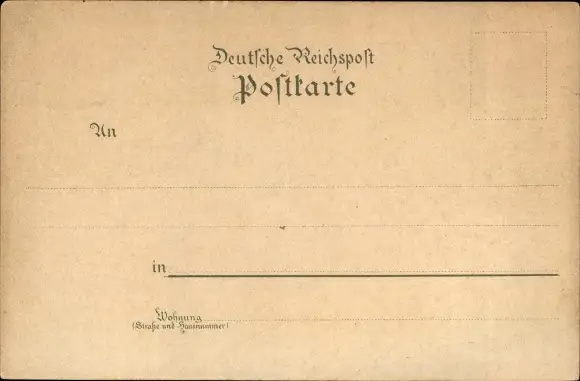 Deutſche Reichspoſt
Poſtkarte
An
in
Wohnung
(Straße und Hausnummer)